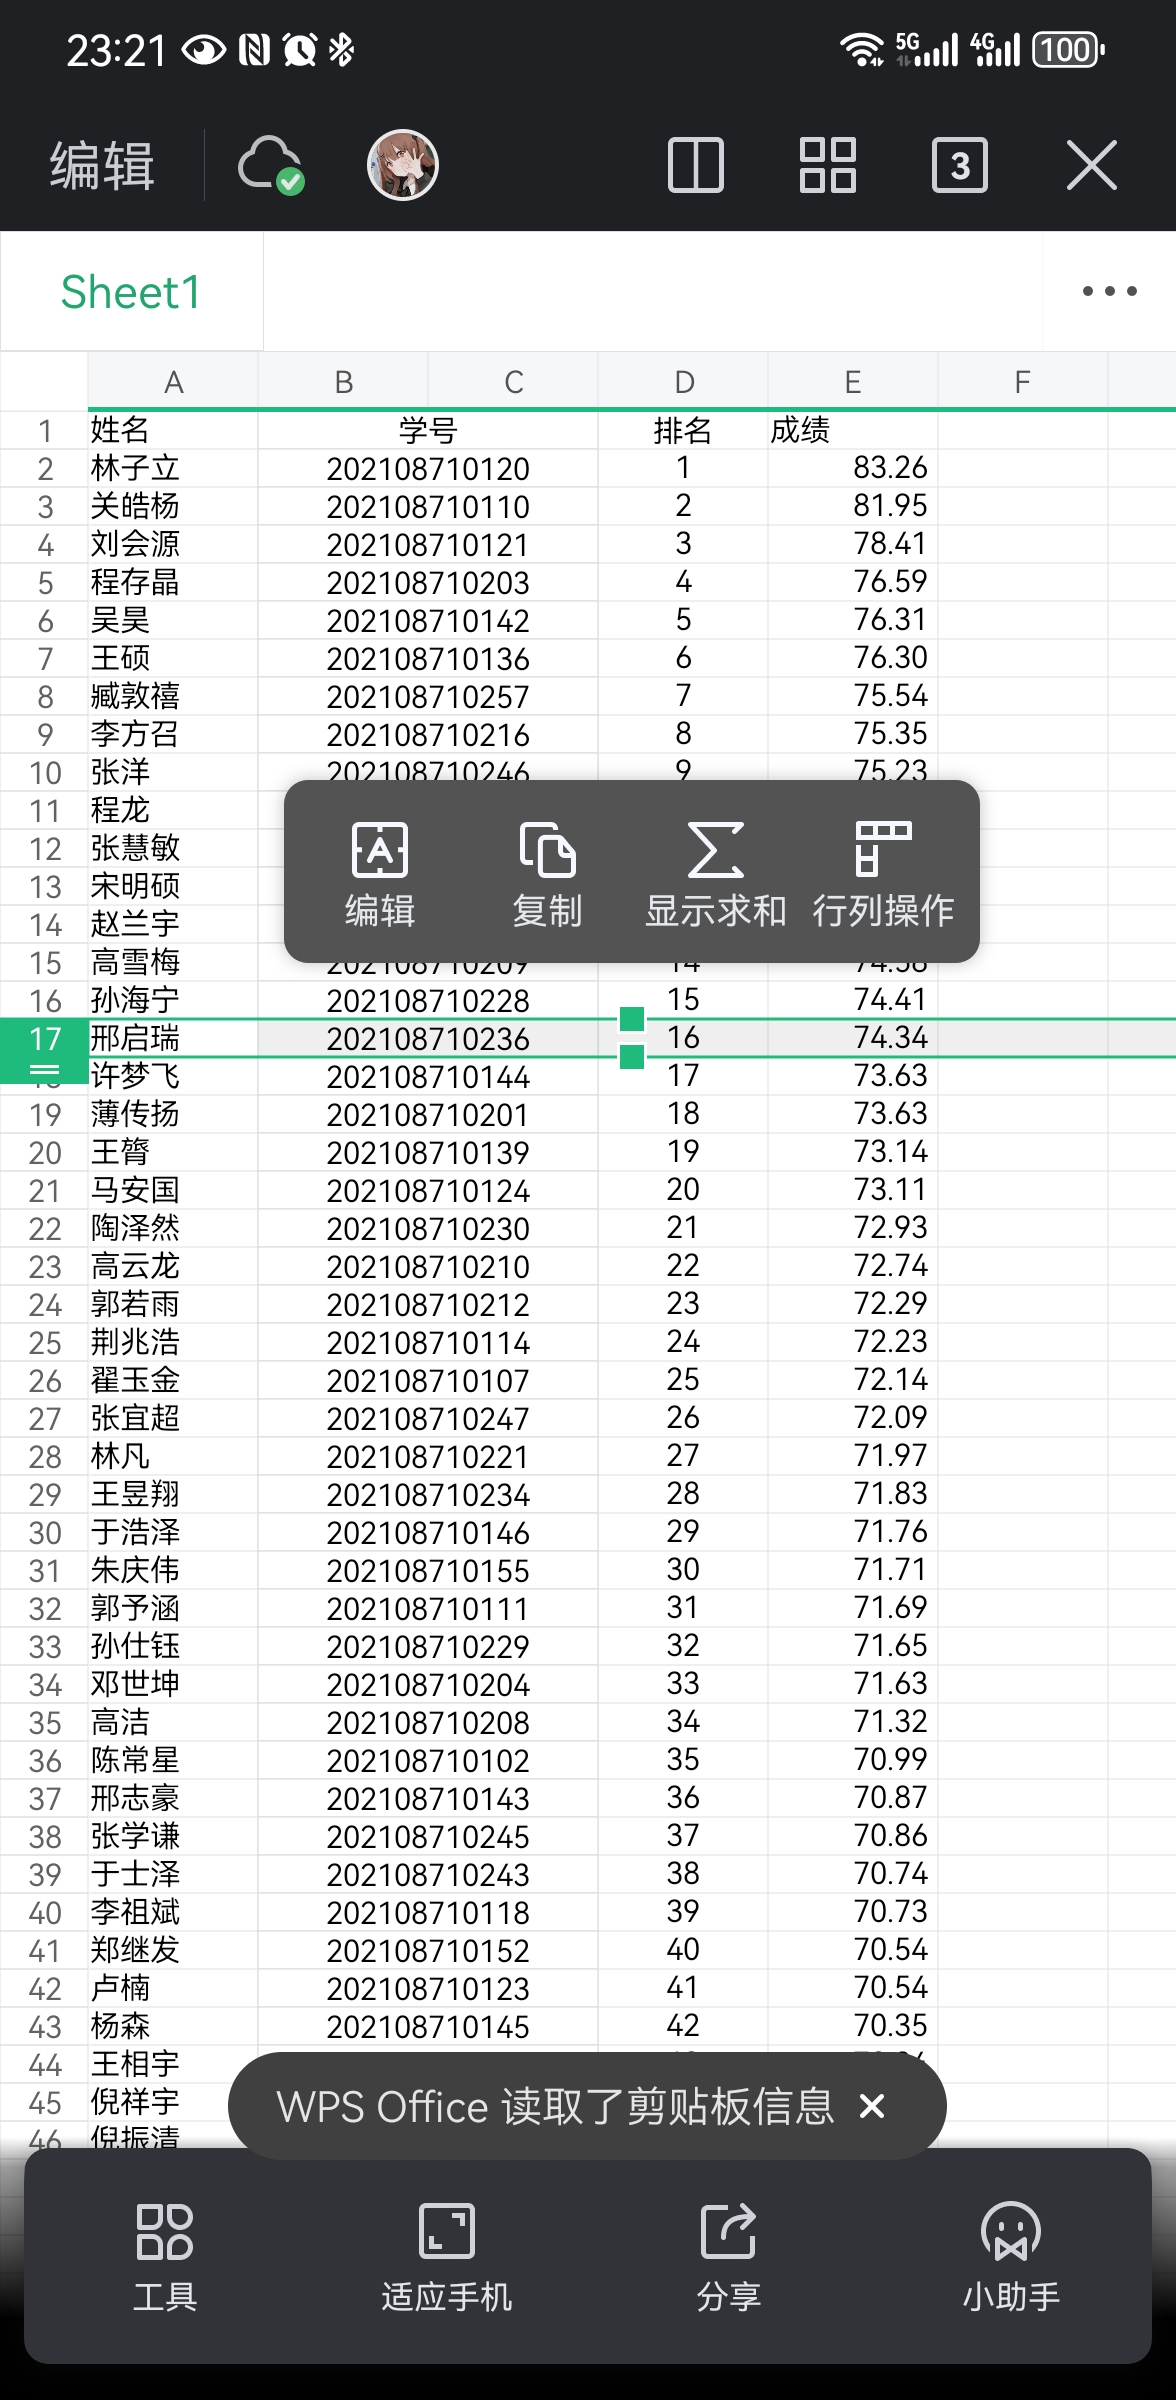 23:21 5G 4G 100
编辑 3
Sheet1
A B C D E F
1 姓名 学号 排名 成绩
2 林子立 202108710120 1 83.26
3 关皓杨 202108710110 2 81.95
4 刘会源 202108710121 3 78.41
5 程存晶 202108710203 4 76.59
6 吴昊 202108710142 5 76.31
7 王硕 202108710136 6 76.30
8 臧敦禧 202108710257 7 75.54
9 李方召 202108710216 8 75.35
10 张洋 202108710246 9 75.23
11 程龙
12 张慧敏
13 宋明硕
14 赵兰宇
编辑 复制 显示求和 行列操作
15 高雪梅 202108710209 14 74.58
16 孙海宁 202108710228 15 74.41
17 邢启瑞 202108710236 16 74.34
许梦飞 202108710144 17 73.63
19 薄传扬 202108710201 18 73.63
20 王膂 202108710139 19 73.14
21 马安国 202108710124 20 73.11
22 陶泽然 202108710230 21 72.93
23 高云龙 202108710210 22 72.74
24 郭若雨 202108710212 23 72.29
25 荆兆浩 202108710114 24 72.23
26 翟玉金 202108710107 25 72.14
27 张宜超 202108710247 26 72.09
28 林凡 202108710221 27 71.97
29 王昱翔 202108710234 28 71.83
30 于浩泽 202108710146 29 71.76
31 朱庆伟 202108710155 30 71.71
32 郭予涵 202108710111 31 71.69
33 孙仕钰 202108710229 32 71.65
34 邓世坤 202108710204 33 71.63
35 高洁 202108710208 34 71.32
36 陈常星 202108710102 35 70.99
37 邢志豪 202108710143 36 70.87
38 张学谦 202108710245 37 70.86
39 于士泽 202108710243 38 70.74
40 李祖斌 202108710118 39 70.73
41 郑继发 202108710152 40 70.54
42 卢楠 202108710123 41 70.54
43 杨森 202108710145 42 70.35
44 王相宇
45 倪祥宇
46 倪振清
WPS Office 读取了剪贴板信息
工具 适应手机 分享 小助手